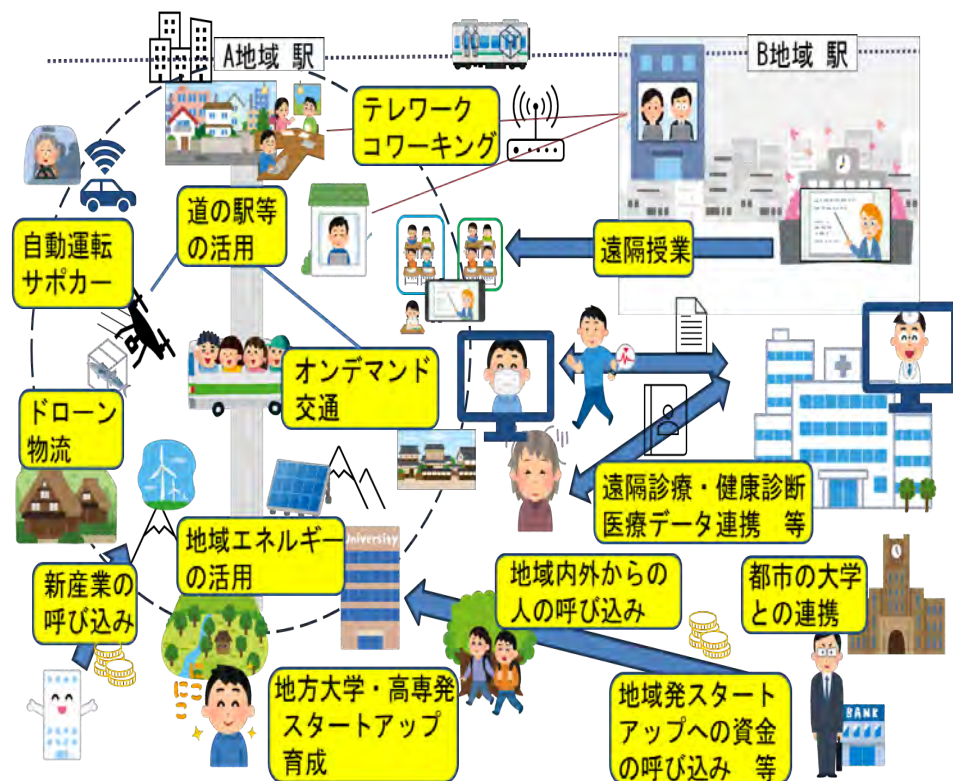 A地域 駅
B地域 駅
テレワーク
コワーキング
道の駅等
の活用
自動運転
サポカー
遠隔授業
オンデマンド
交通
ドローン
物流
遠隔診療・健康診断
医療データ連携 等
地域エネルギー
の活用
University
新産業の
呼び込み
地域内外からの
人の呼び込み
都市の大学
との連携
にこ
にこ
地方大学・高専発
スタートアップ
育成
地域発スタート
アップへの資金
の呼び込み 等
BANK